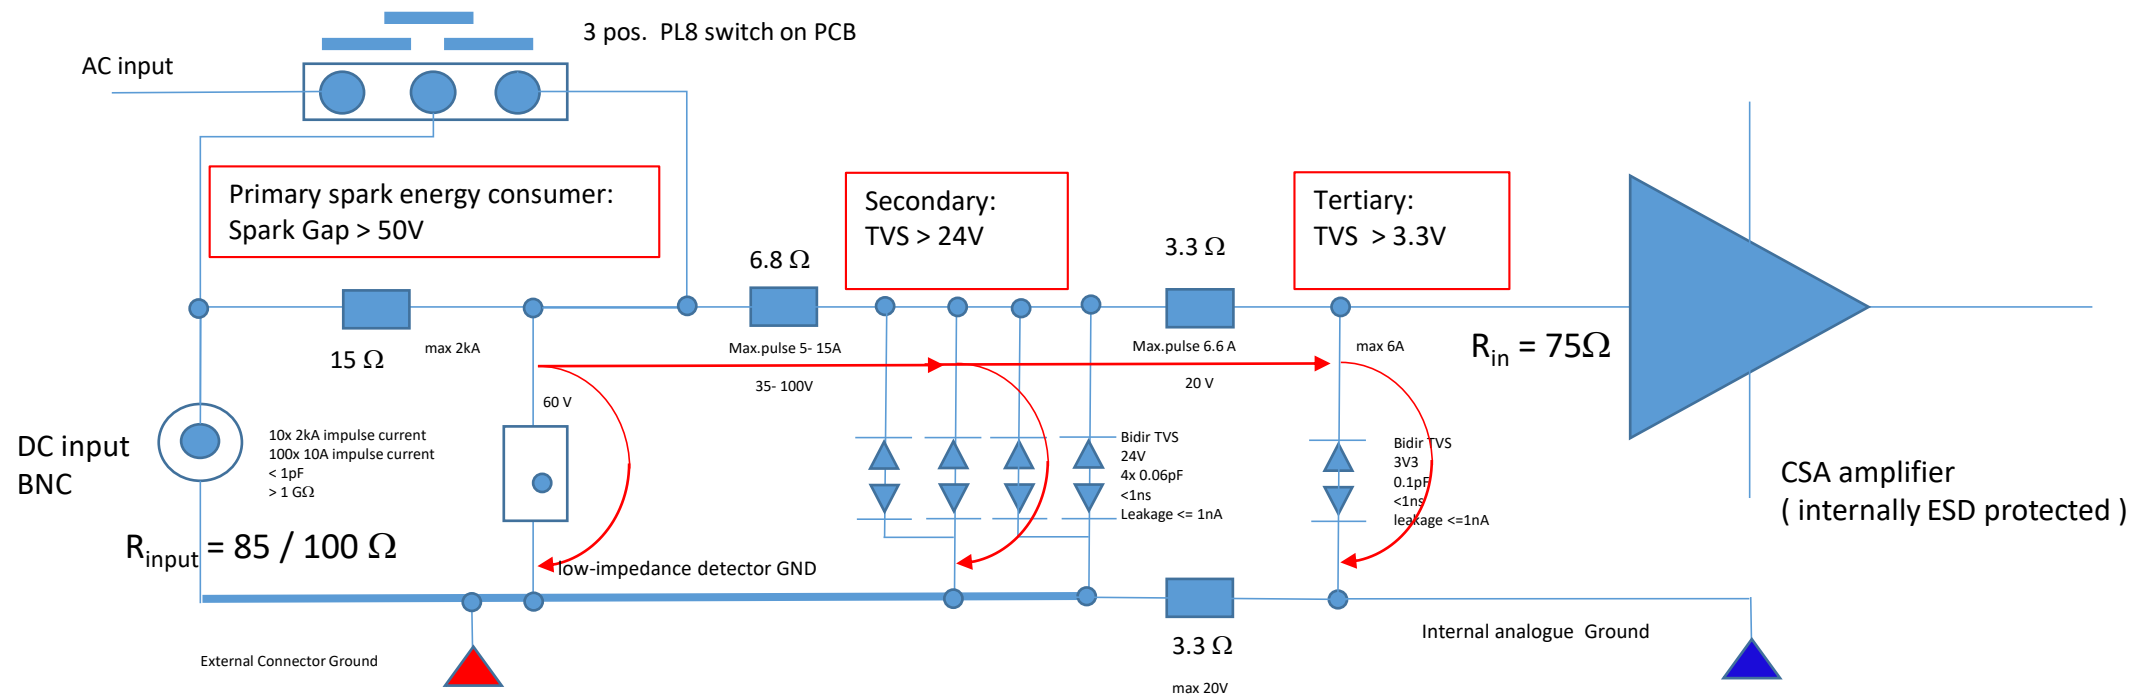 3 pos.  PL8 switch on PCB
AC input
Primary spark energy consumer:
Spark Gap > 50V
Secondary:
TVS > 24V
Tertiary:
TVS  > 3.3V
6.8 Ω
3.3 Ω
15 Ω
max 2kA
Max.pulse 5- 15A
35- 100V
Max.pulse 6.6 A
20 V
max 6A
Rin = 75Ω
60 V
DC input
BNC
10x 2kA impulse current
100x 10A impulse current
< 1pF
> 1 GΩ
Bidir TVS
24V
4x 0.06pF
<1ns
Leakage <= 1nA
Bidir TVS
3V3
0.1pF
<1ns
leakage <=1nA
CSA amplifier
( internally ESD protected )
Rinput = 85 / 100 Ω
low-impedance detector GND
External Connector Ground
3.3 Ω
max 20V
Internal analogue  Ground